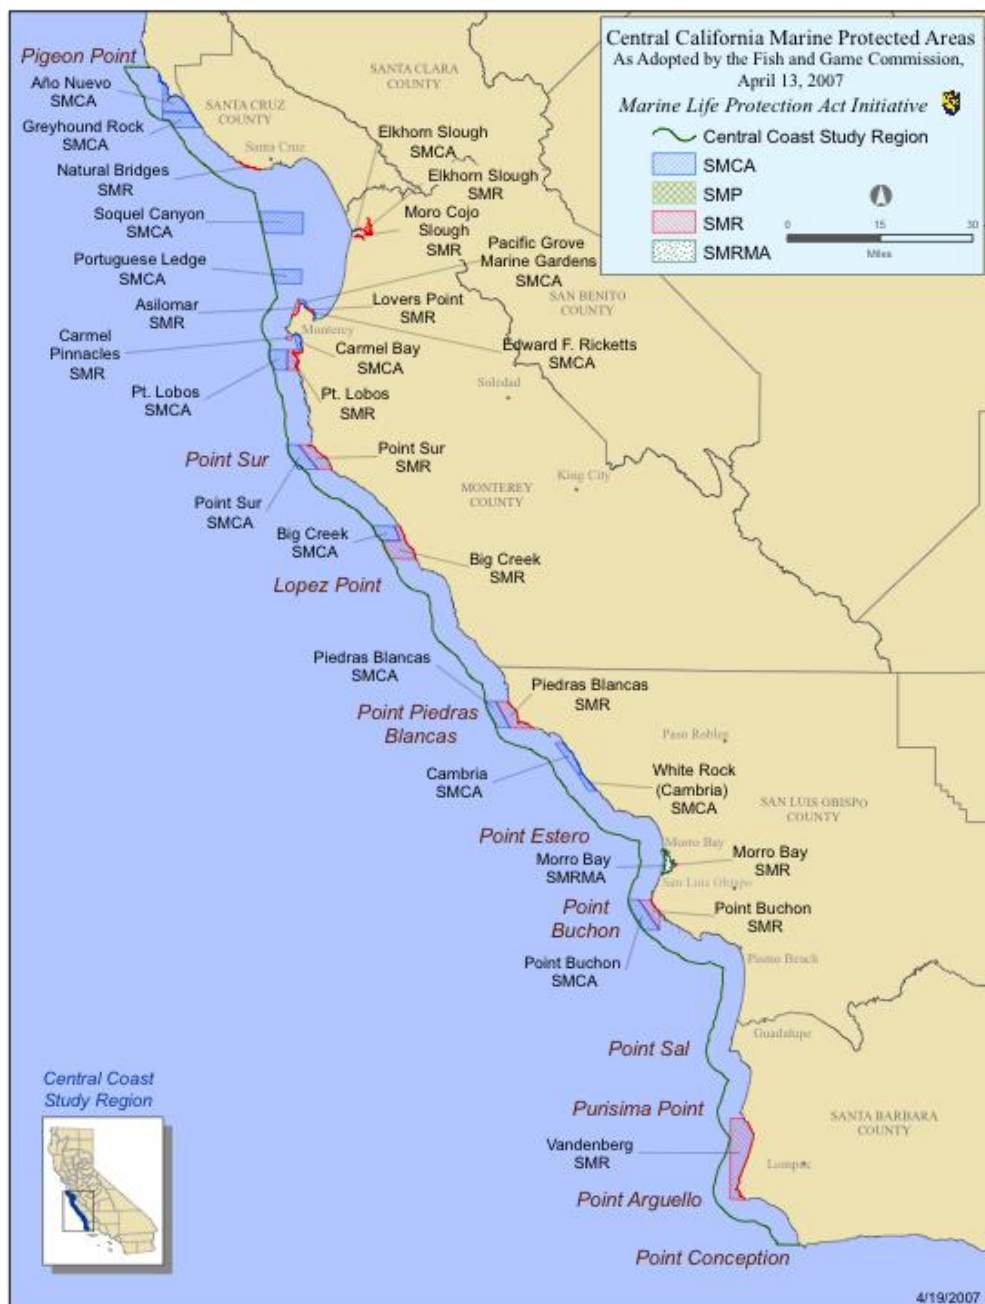 Central California Marine Protected Areas
As Adopted by the Fish and Game Commission,
April 13, 2007
Marine Life Protection Act Initiative
Central Coast Study Region
SMCA
SMP
SMR
SMRMA
0 15 30
Miles
Pigeon Point
Año Nuevo
SMCA
SANTA CLARA
COUNTY
SANTA CRUZ
COUNTY
Greyhound Rock
SMCA
Santa Cruz
Elkhorn Slough
SMCA
Natural Bridges
SMR
Elkhorn Slough
SMR
Soquel Canyon
SMCA
Moro Cojo
Slough
SMR
Pacific Grove
Marine Gardens
SMCA
Portuguese Ledge
SMCA
SAN BENITO
COUNTY
Asilomar
SMR
Lovers Point
SMR
Monterey
Carmel
Pinnacles
SMR
Carmel Bay
SMCA
Edward F. Ricketts
SMCA
Pt. Lobos
SMCA
Pt. Lobos
SMR
Soledad
Point Sur
Point Sur
SMR
King City
MONTEREY
COUNTY
Point Sur
SMCA
Big Creek
SMCA
Big Creek
SMR
Lopez Point
Piedras Blancas
SMCA
Piedras Blancas
SMR
Point Piedras
Blancas
Paso Robles
Cambria
SMCA
White Rock
(Cambria)
SMCA
SAN LUIS OBISPO
COUNTY
Point Estero
Morro Bay
Morro Bay
SMRMA
Morro Bay
SMR
San Luis Obispo
Point
Buchon
Point Buchon
SMR
Point Buchon
SMCA
Pismo Beach
Guadalupe
Point Sal
Purisima Point
SANTA BARBARA
COUNTY
Vandenberg
SMR
Lompoc
Point Arguello
Point Conception
Central Coast
Study Region
4/19/2007